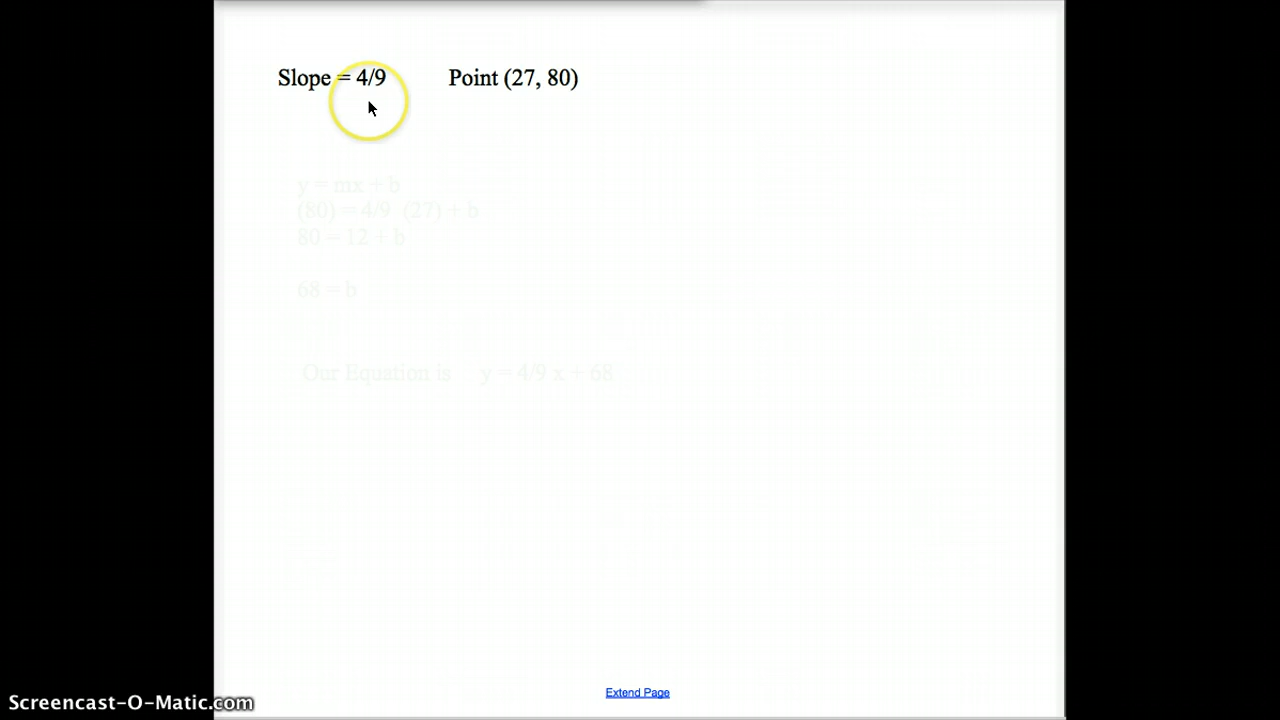 Slope = 4/9 Point (27, 80)
y = mx + b
(80) = 4/9 (27) + b
80 = 12 + b
68 = b
Our Equation is y = 4/9 x + 68
Extend Page
Screencast-O-Matic.com